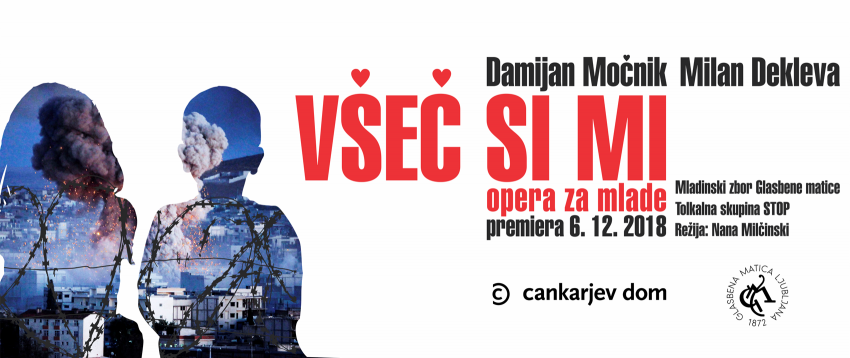 Damijan Močnik Milan Dekleva
VŠEČ SI MI
opera za mlade
premiera 6. 12. 2018
Mladinski zbor Glasbene matice
Tolkalna skupina STOP
Režija: Nana Milčinski
© cankarjev dom
GLASBENA MATICA LJUBLJANA
1872